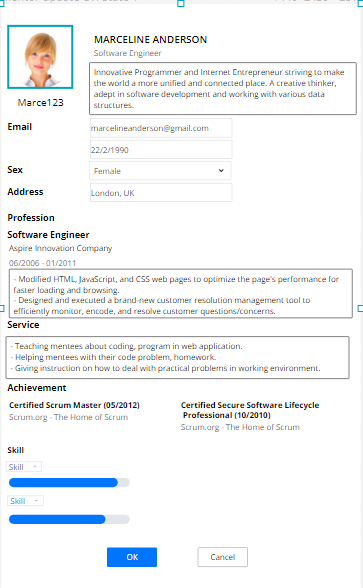 MARCELINE ANDERSON
Software Engineer
Innovative Programmer and Internet Entrepreneur striving to make
the world a more unified and connected place. A creative thinker,
adept in software development and working with various data
structures.
Marce123
Email
marcelineanderson@gmail.com
22/2/1990
Sex
Female
Address
London, UK
Profession
Software Engineer
Aspire Innovation Company
06/2006 - 01/2011
- Modified HTML, JavaScript, and CSS web pages to optimize the page's performance for
faster loading and browsing.
- Designed and executed a brand-new customer resolution management tool to
efficiently monitor, encode, and resolve customer questions/concerns.
Service
- Teaching mentees about coding, program in web application.
- Helping mentees with their code problem, homework.
- Giving instruction on how to deal with practical problems in working environment.
Achievement
Certified Scrum Master (05/2012)
Scrum.org - The Home of Scrum
Certified Secure Software Lifecycle
Professional (10/2010)
Scrum.org - The Home of Scrum
Skill
Skill
Skill
OK
Cancel